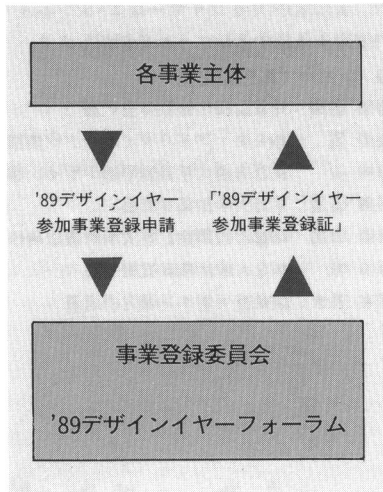 各事業主体
'89デザインイヤー
参加事業登録申請
「'89デザインイヤー
参加事業登録証」
事業登録委員会
'89デザインイヤーフォーラム